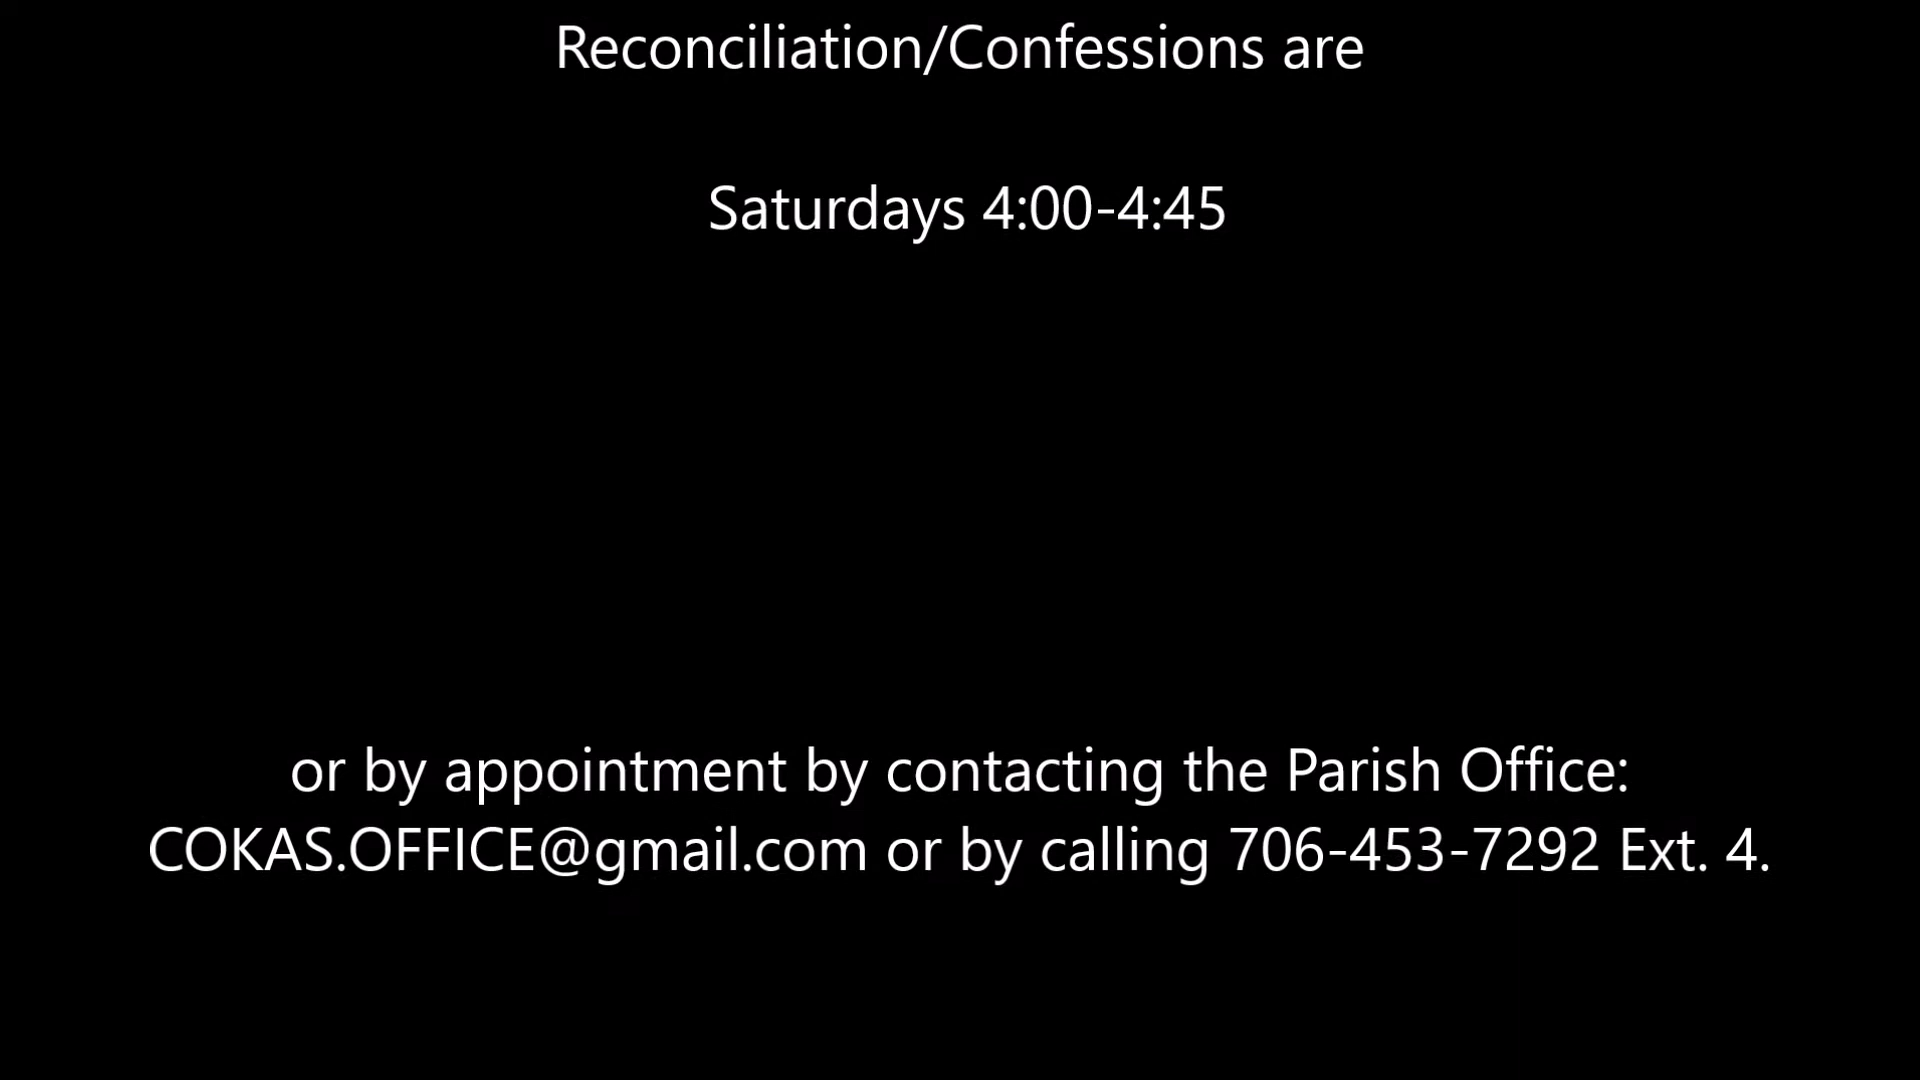 Reconciliation/Confessions are
Saturdays 4:00-4:45
or by appointment by contacting the Parish Office:
COKAS.OFFICE@gmail.com or by calling 706-453-7292 Ext. 4.